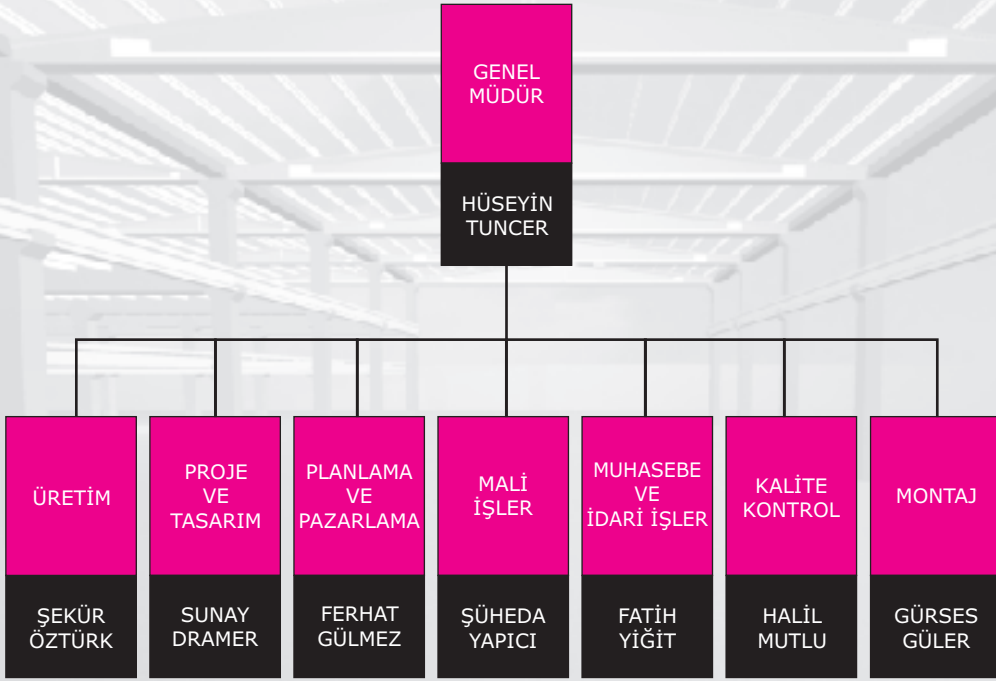 GENEL
MÜDÜR
HÜSEYİN
TUNCER
ÜRETİM
ŞEKÜR
ÖZTÜRK
PROJE
VE
TASARIM
SUNAY
DRAMER
PLANLAMA
VE
PAZARLAMA
FERHAT
GÜLMEZ
MALİ
İŞLER
ŞÜHEDA
YAPICI
MUHASEBE
VE
İDARİ İŞLER
FATİH
YİĞİT
KALİTE
KONTROL
HALİL
MUTLU
MONTAJ
GÜRSES
GÜLER